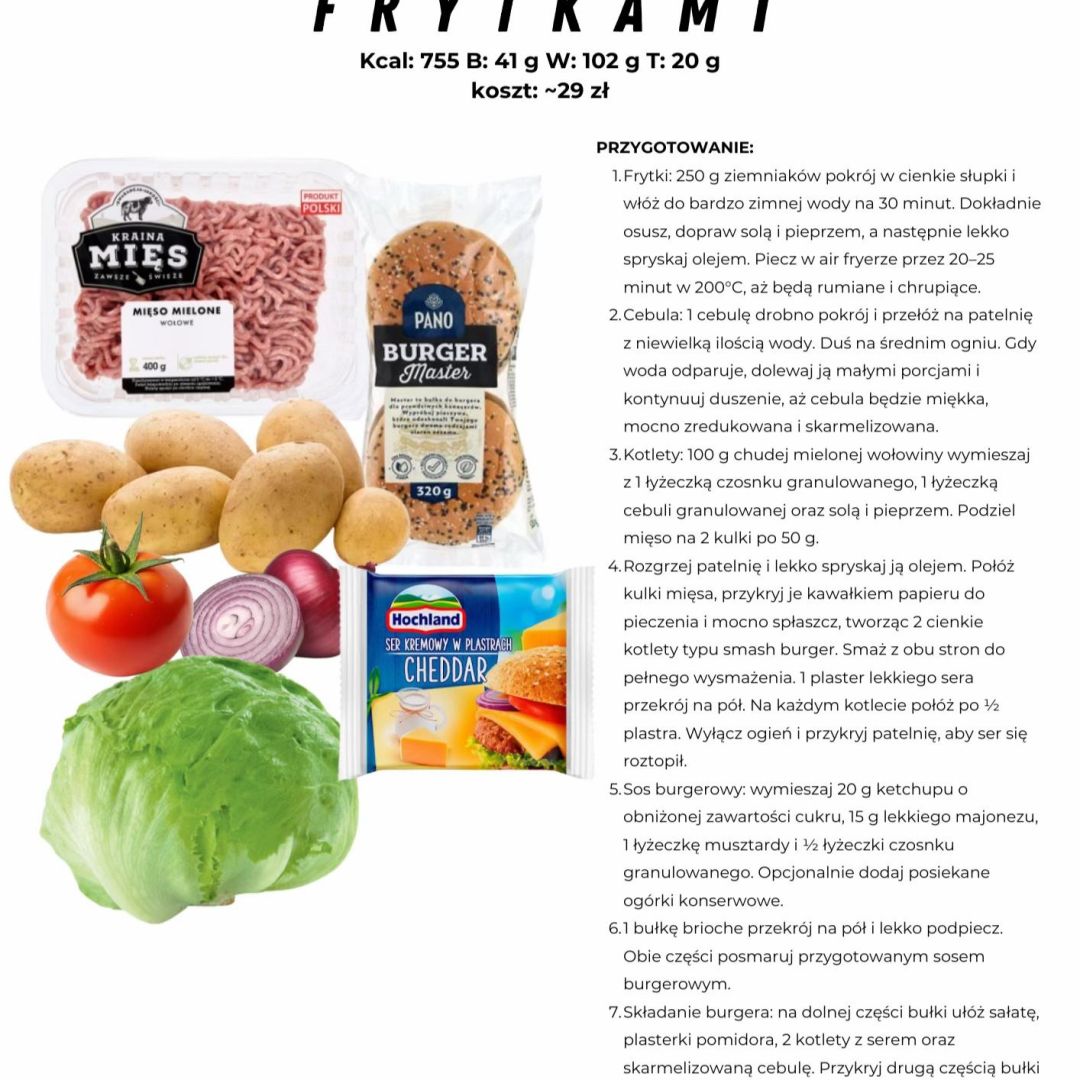 FRYTKAMI
Kcal: 755 B: 41 g W: 102 g T: 20 g
koszt: ~29 zł
PRODUKT
POLSKI
KRAINA
MIĘS
ZAWSZE ŚWIEŻE
MIĘSO MIELONE
WOŁOWE
400 g
PANO
BURGER
Master
Master to bułka do burgera
dla prawdziwych koneserów.
320 g
Hochland
SER KREMOWY W PLASTRACH
CHEDDAR
PRZYGOTOWANIE:
1. Frytki: 250 g ziemniaków pokrój w cienkie słupki i
włóż do bardzo zimnej wody na 30 minut. Dokładnie
osusz, dopraw solą i pieprzem, a następnie lekko
spryskaj olejem. Piecz w air fryerze przez 20–25
minut w 200°C, aż będą rumiane i chrupiące.
2. Cebula: 1 cebulę drobno pokrój i przełóż na patelnię
z niewielką ilością wody. Duś na średnim ogniu. Gdy
woda odparuje, dolewaj ją małymi porcjami i
kontynuuj duszenie, aż cebula będzie miękka,
mocno zredukowana i skarmelizowana.
3. Kotlety: 100 g chudej mielonej wołowiny wymieszaj
z 1 łyżeczką czosnku granulowanego, 1 łyżeczką
cebuli granulowanej oraz solą i pieprzem. Podziel
mięso na 2 kulki po 50 g.
4. Rozgrzej patelnię i lekko spryskaj ją olejem. Połóż
kulki mięsa, przykryj je kawałkiem papieru do
pieczenia i mocno spłaszcz, tworząc 2 cienkie
kotlety typu smash burger. Smaż z obu stron do
pełnego wysmażenia. 1 plaster lekkiego sera
przekrój na pół. Na każdym kotlecie połóż po ½
plastra. Wyłącz ogień i przykryj patelnię, aby ser się
roztopił.
5. Sos burgerowy: wymieszaj 20 g ketchupu o
obniżonej zawartości cukru, 15 g lekkiego majonezu,
1 łyżeczkę musztardy i ½ łyżeczki czosnku
granulowanego. Opcjonalnie dodaj posiekane
ogórki konserwowe.
6. 1 bułkę brioche przekrój na pół i lekko podpiecz.
Obie części posmaruj przygotowanym sosem
burgerowym.
7. Składanie burgera: na dolnej części bułki ułóż sałatę,
plasterki pomidora, 2 kotlety z serem oraz
skarmelizowaną cebulę. Przykryj drugą częścią bułki